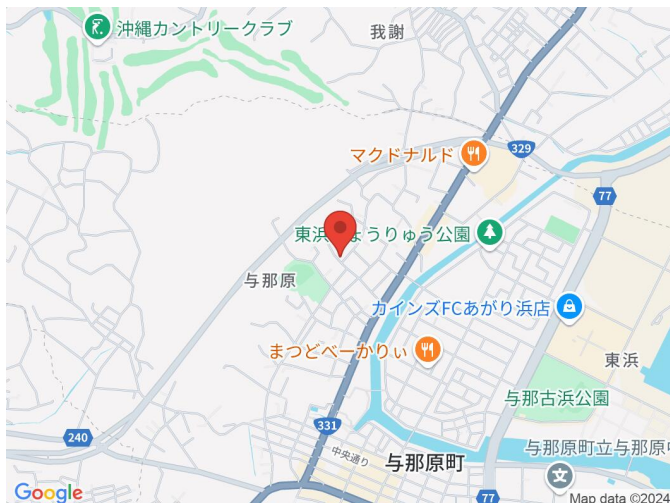 沖縄カントリークラブ
我謝
マクドナルド
329
77
東浜
ょうりゅう公園
与那原
カインズFCあがり浜店
まつどべーかりぃ
東浜
与那古浜公園
331
240
中央通り
与那原町
与那原町立与那原中
77
Google
Map data ©2024